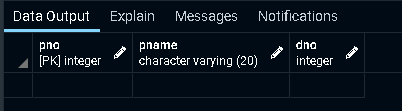 Data Output Explain Messages Notifications
pno pname dno
[PK] integer character varying (20) integer